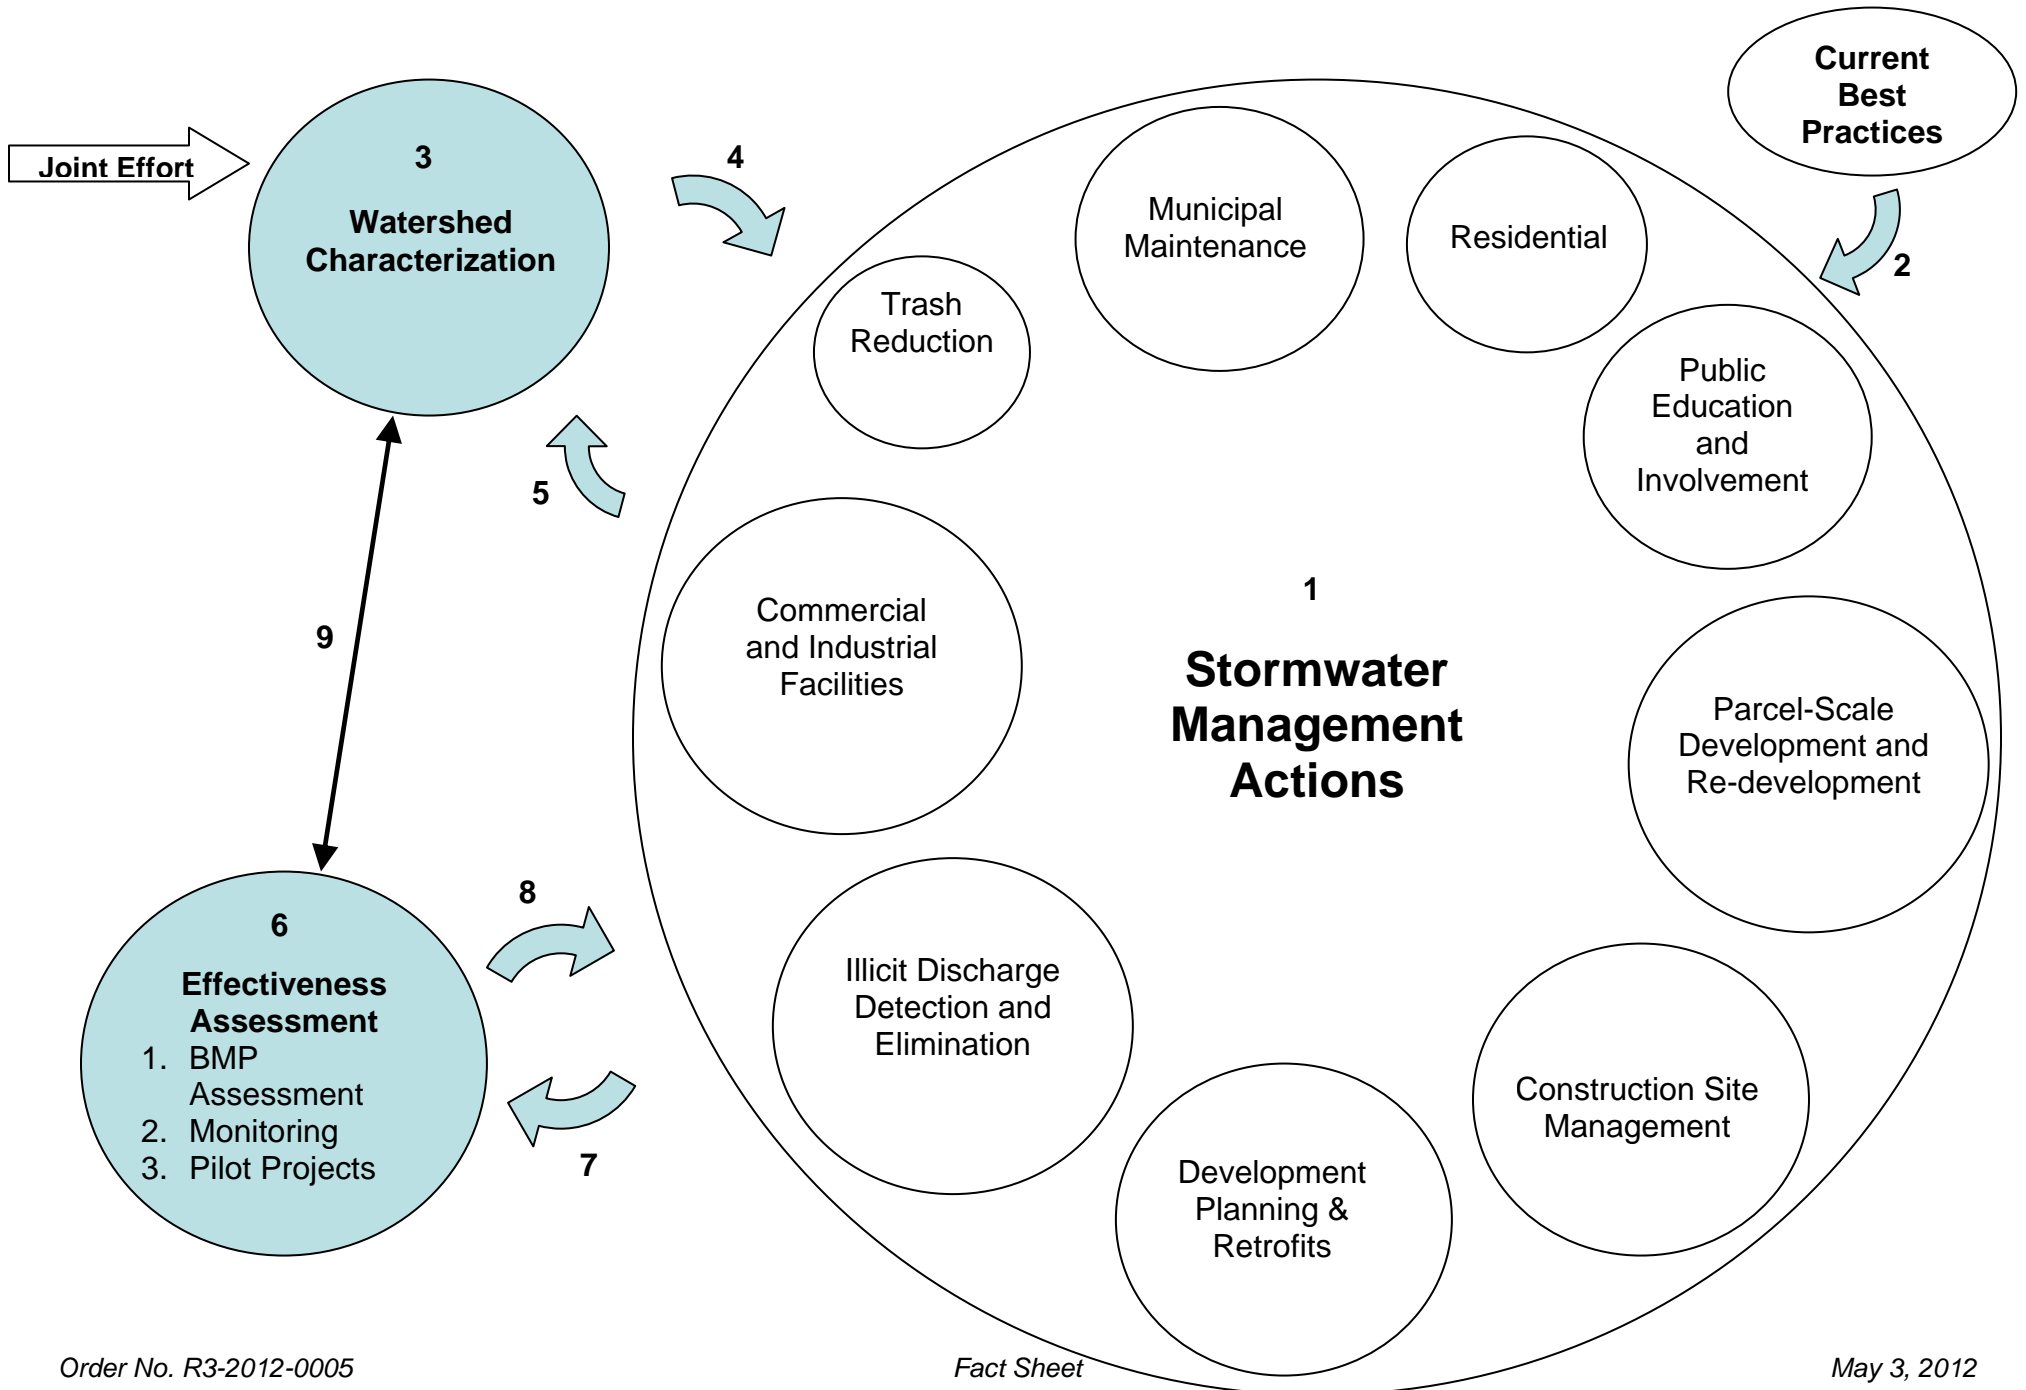 Current
Best
Practices
Joint Effort
3
Watershed
Characterization
4
Municipal
Maintenance
Residential
2
Trash
Reduction
Public
Education
and
Involvement
5
1
Stormwater
Management
Actions
Commercial
and Industrial
Facilities
9
Parcel-Scale
Development and
Re-development
8
6
Effectiveness
Assessment
1. BMP
Assessment
2. Monitoring
3. Pilot Projects
Illicit Discharge
Detection and
Elimination
7
Construction Site
Management
Development
Planning &
Retrofits
Order No. R3-2012-0005
Fact Sheet
May 3, 2012